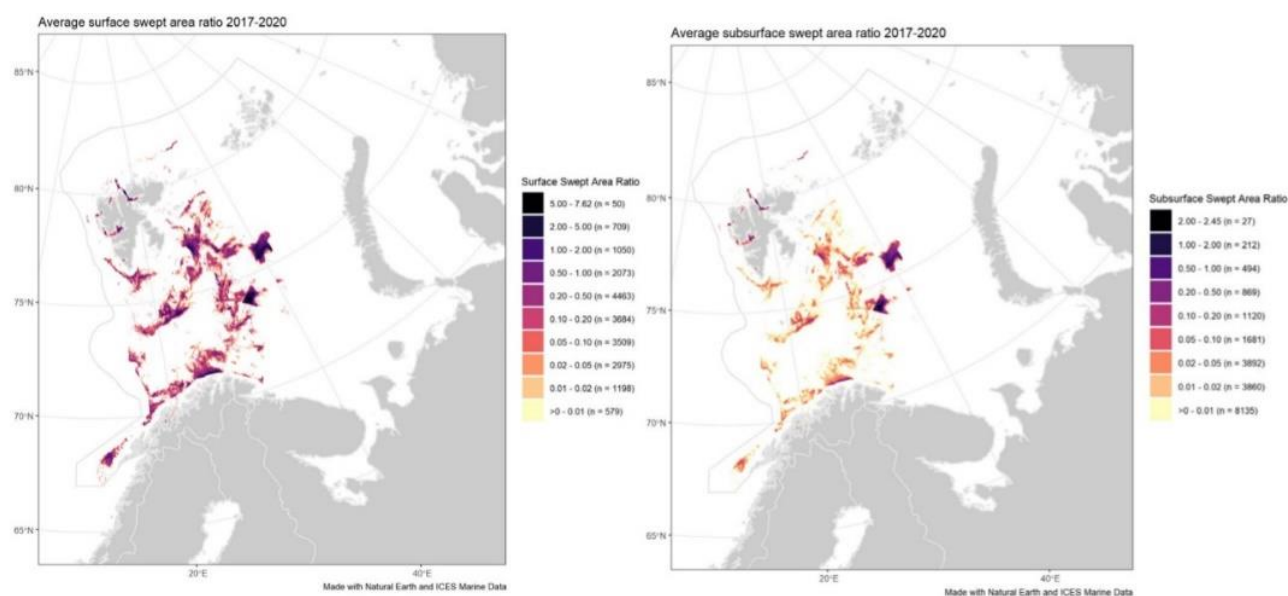 Average surface swept area ratio 2017-2020
85°N
80°N
75°N
70°N
65°N
20°E
40°E
Made with Natural Earth and ICES Marine Data
Surface Swept Area Ratio
5.00 - 7.62 (n = 50)
2.00 - 5.00 (n = 709)
1.00 - 2.00 (n = 1050)
0.50 - 1.00 (n = 2073)
0.20 - 0.50 (n = 4463)
0.10 - 0.20 (n = 3684)
0.05 - 0.10 (n = 3509)
0.02 - 0.05 (n = 2975)
0.01 - 0.02 (n = 1198)
>0 - 0.01 (n = 579)
Average subsurface swept area ratio 2017-2020
85°N
80°N
75°N
70°N
65°N
20°E
40°E
Made with Natural Earth and ICES Marine Data
Subsurface Swept Area Ratio
2.00 - 2.45 (n = 27)
1.00 - 2.00 (n = 212)
0.50 - 1.00 (n = 494)
0.20 - 0.50 (n = 869)
0.10 - 0.20 (n = 1120)
0.05 - 0.10 (n = 1681)
0.02 - 0.05 (n = 3892)
0.01 - 0.02 (n = 3860)
>0 - 0.01 (n = 8135)